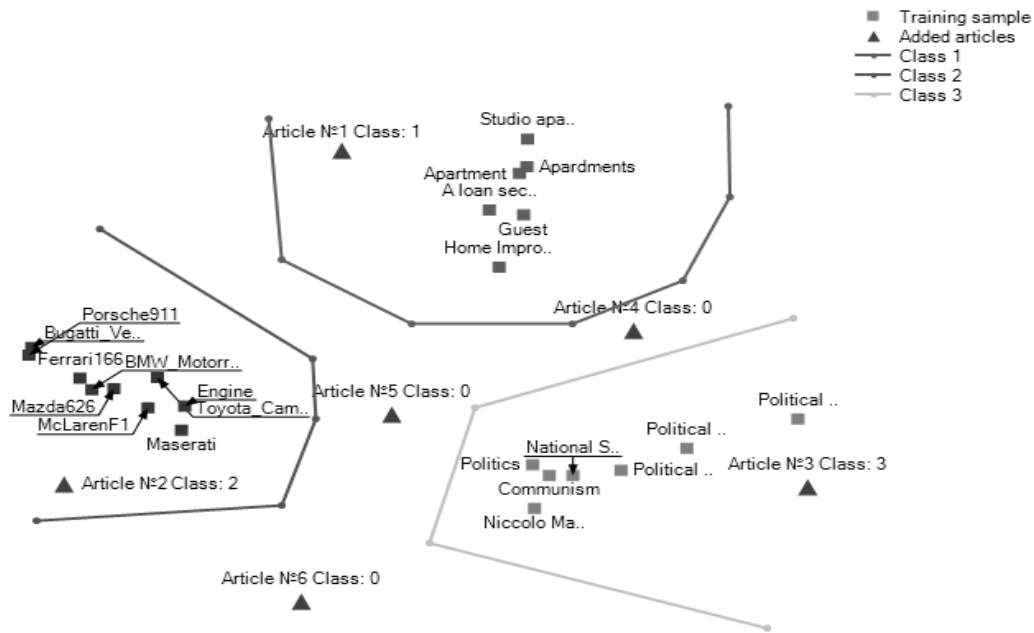 Training sample
Added articles
Class 1
Class 2
Class 3
Studio apa..
Article №1 Class: 1
Apardments
Apartment
A loan sec..
Guest
Home Impro..
Article №4 Class: 0
Porsche911
Bugatti_Ve..
Ferrari166
BMW_Motorr..
Engine
Mazda626
Toyota_Cam..
McLarenF1
Maserati
Article №5 Class: 0
Political ..
Political ..
National S..
Politics
Political ..
Article №3 Class: 3
Communism
Niccolo Ma..
Article №2 Class: 2
Article №6 Class: 0